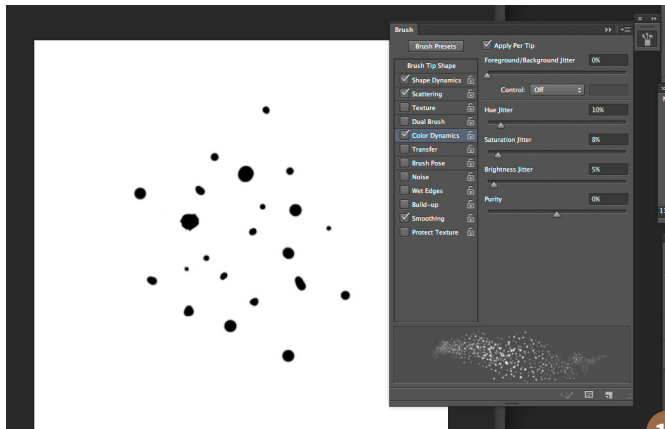 Brush
Brush Presets
Apply Per Tip
Brush Tip Shape
Foreground/Background Jitter 0%
Shape Dynamics
Scattering
Control: Off
Texture
Hue Jitter 10%
Dual Brush
Color Dynamics
Saturation Jitter 8%
Transfer
Brush Pose
Brightness Jitter 5%
Noise
Wet Edges
Purity 0%
Build-up
Smoothing
Protect Texture